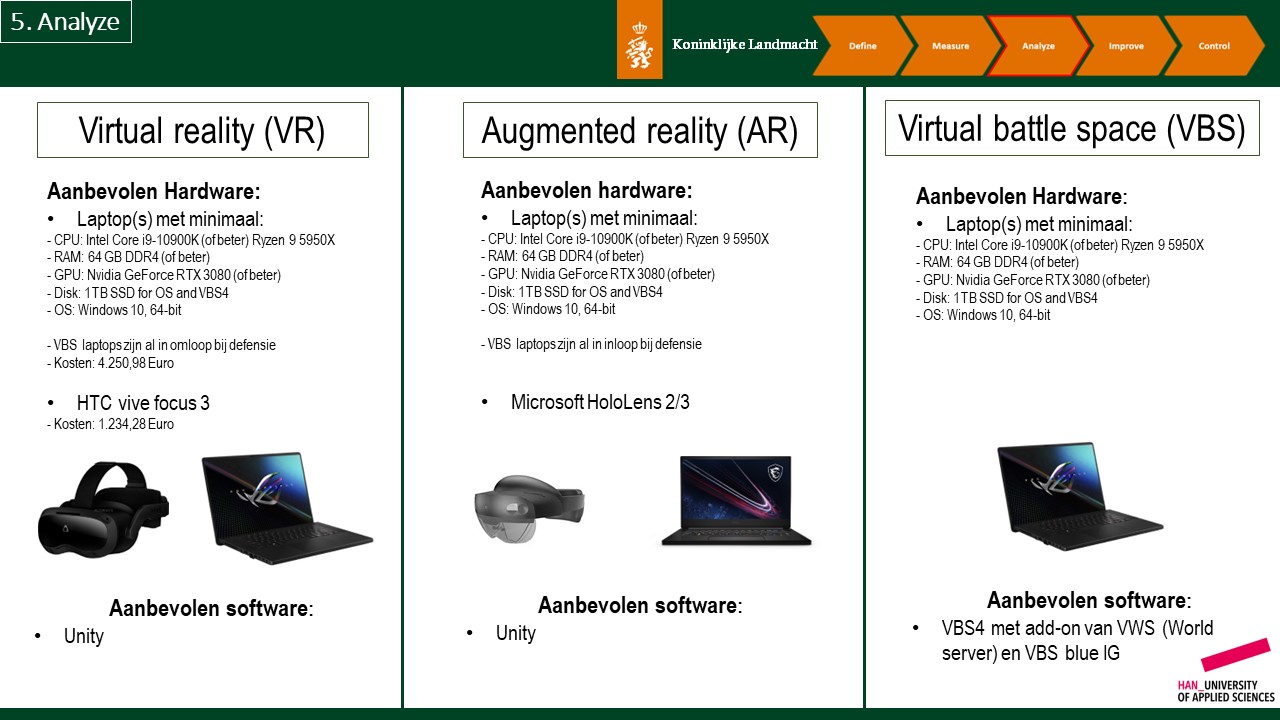 5. Analyze
Koninklijke Landmacht
Define
Measure
Analyze
Improve
Control
Virtual reality (VR)
Aanbevolen Hardware:
• Laptop(s) met minimaal:
- CPU: Intel Core i9-10900K (of beter) Ryzen 9 5950X
- RAM: 64 GB DDR4 (of beter)
- GPU: Nvidia GeForce RTX 3080 (of beter)
- Disk: 1TB SSD for OS and VBS4
- OS: Windows 10, 64-bit
- VBS laptops zijn al in omloop bij defensie
- Kosten: 4.250,98 Euro
• HTC vive focus 3
- Kosten: 1.234,28 Euro
Aanbevolen software:
• Unity
Augmented reality (AR)
Aanbevolen hardware:
• Laptop(s) met minimaal:
- CPU: Intel Core i9-10900K (of beter) Ryzen 9 5950X
- RAM: 64 GB DDR4 (of beter)
- GPU: Nvidia GeForce RTX 3080 (of beter)
- Disk: 1TB SSD for OS and VBS4
- OS: Windows 10, 64-bit
- VBS laptops zijn al in inloop bij defensie
• Microsoft HoloLens 2/3
Aanbevolen software:
• Unity
Virtual battle space (VBS)
Aanbevolen Hardware:
• Laptop(s) met minimaal:
- CPU: Intel Core i9-10900K (of beter) Ryzen 9 5950X
- RAM: 64 GB DDR4 (of beter)
- GPU: Nvidia GeForce RTX 3080 (of beter)
- Disk: 1TB SSD for OS and VBS4
- OS: Windows 10, 64-bit
Aanbevolen software:
• VBS4 met add-on van VWS (World
server) en VBS blue IG
HAN_UNIVERSITY
OF APPLIED SCIENCES